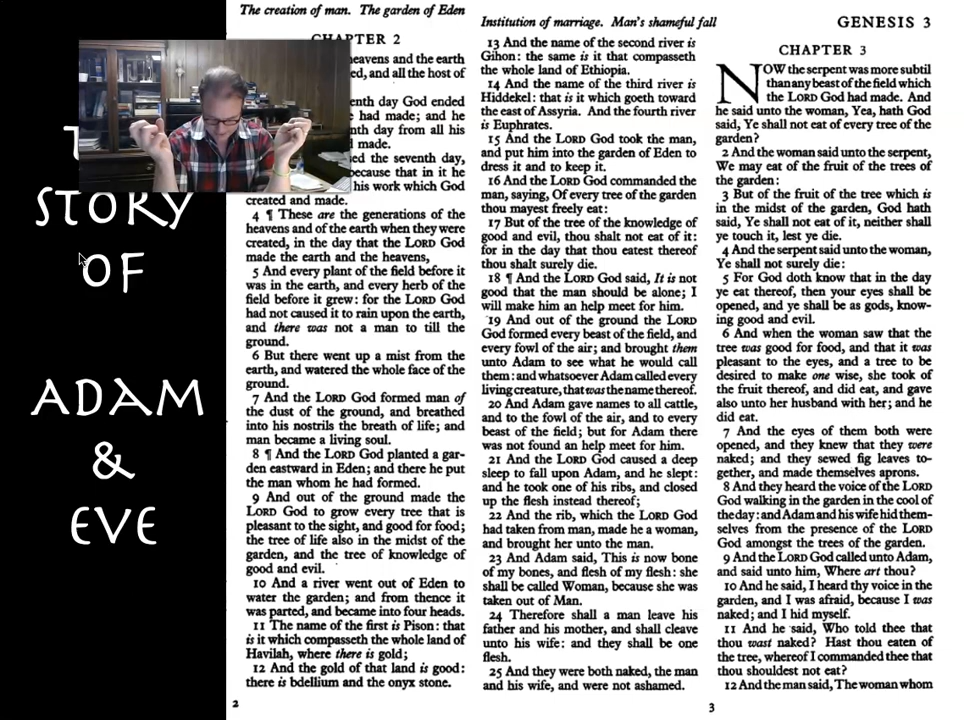 STORY
OF
ADAM
&
EVE
The creation of man. The garden of Eden
CHAPTER 2
heavens and the earth
ed, and all the host of
enth day God ended
had made; and he
nth day from all his
made.
ed the seventh day,
because that in it he
his work which God
created and made.
4 ¶ These are the generations of the
heavens and of the earth when they were
created, in the day that the LORD God
made the earth and the heavens,
5 And every plant of the field before it
was in the earth, and every herb of the
field before it grew: for the LORD God
had not caused it to rain upon the earth,
and there was not a man to till the
ground.
6 But there went up a mist from the
earth, and watered the whole face of the
ground.
7 And the LORD God formed man of
the dust of the ground, and breathed
into his nostrils the breath of life; and
man became a living soul.
8 ¶ And the LORD God planted a gar-
den eastward in Eden; and there he put
the man whom he had formed.
9 And out of the ground made the
LORD God to grow every tree that is
pleasant to the sight, and good for food;
the tree of life also in the midst of the
garden, and the tree of knowledge of
good and evil.
10 And a river went out of Eden to
water the garden; and from thence it
was parted, and became into four heads.
11 The name of the first is Pison: that
is it which compasseth the whole land of
Havilah, where there is gold;
12 And the gold of that land is good:
there is bdellium and the onyx stone.
2
Institution of marriage. Man's shameful fall
GENESIS 3
13 And the name of the second river is
Gihon: the same is it that compasseth
the whole land of Ethiopia.
14 And the name of the third river is
Hiddekel: that is it which goeth toward
the east of Assyria. And the fourth river
is Euphrates.
15 And the LORD God took the man,
and put him into the garden of Eden to
dress it and to keep it.
16 And the LORD God commanded the
man, saying, Of every tree of the garden
thou mayest freely eat:
17 But of the tree of the knowledge of
good and evil, thou shalt not eat of it:
for in the day that thou eatest thereof
thou shalt surely die.
18 ¶ And the LORD God said, It is not
good that the man should be alone; I
will make him an help meet for him.
19 And out of the ground the LORD
God formed every beast of the field, and
every fowl of the air; and brought them
unto Adam to see what he would call
them: and whatsoever Adam called every
living creature, that was the name thereof.
20 And Adam gave names to all cattle,
and to the fowl of the air, and to every
beast of the field; but for Adam there
was not found an help meet for him.
21 And the LORD God caused a deep
sleep to fall upon Adam, and he slept:
and he took one of his ribs, and closed
up the flesh instead thereof;
22 And the rib, which the LORD God
had taken from man, made he a woman,
and brought her unto the man.
23 And Adam said, This is now bone
of my bones, and flesh of my flesh: she
shall be called Woman, because she was
taken out of Man.
24 Therefore shall a man leave his
father and his mother, and shall cleave
unto his wife: and they shall be one
flesh.
25 And they were both naked, the man
and his wife, and were not ashamed.
CHAPTER 3
NOW the serpent was more subtil
than any beast of the field which
the LORD God had made. And
he said unto the woman, Yea, hath God
said, Ye shall not eat of every tree of the
garden?
2 And the woman said unto the serpent,
We may eat of the fruit of the trees of
the garden:
3 But of the fruit of the tree which is
in the midst of the garden, God hath
said, Ye shall not eat of it, neither shall
ye touch it, lest ye die.
4 And the serpent said unto the woman,
Ye shall not surely die:
5 For God doth know that in the day
ye eat thereof, then your eyes shall be
opened, and ye shall be as gods, know-
ing good and evil.
6 And when the woman saw that the
tree was good for food, and that it was
pleasant to the eyes, and a tree to be
desired to make one wise, she took of
the fruit thereof, and did eat, and gave
also unto her husband with her; and he
did eat.
7 And the eyes of them both were
opened, and they knew that they were
naked; and they sewed fig leaves to-
gether, and made themselves aprons.
8 And they heard the voice of the LORD
God walking in the garden in the cool of
the day: and Adam and his wife hid them-
selves from the presence of the LORD
God amongst the trees of the garden.
9 And the LORD God called unto Adam,
and said unto him, Where art thou?
10 And he said, I heard thy voice in the
garden, and I was afraid, because I was
naked; and I hid myself.
11 And he said, Who told thee that
thou wast naked? Hast thou eaten of
the tree, whereof I commanded thee that
thou shouldest not eat?
12 And the man said, The woman whom
3